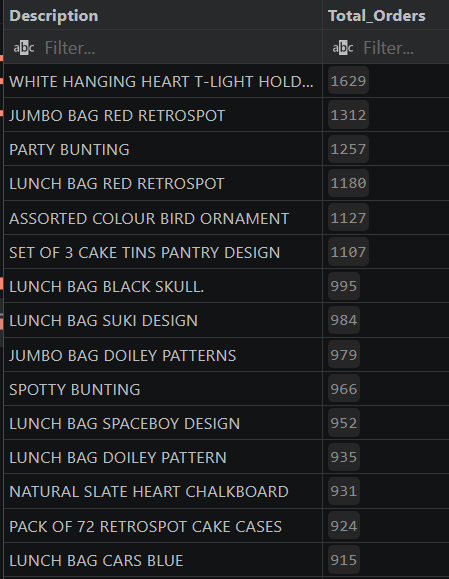 Description Total_Orders
abc Filter... abc Filter...
WHITE HANGING HEART T-LIGHT HOLD... 1629
JUMBO BAG RED RETROSPOT 1312
PARTY BUNTING 1257
LUNCH BAG RED RETROSPOT 1180
ASSORTED COLOUR BIRD ORNAMENT 1127
SET OF 3 CAKE TINS PANTRY DESIGN 1107
LUNCH BAG BLACK SKULL. 995
LUNCH BAG SUKI DESIGN 984
JUMBO BAG DOILEY PATTERNS 979
SPOTTY BUNTING 966
LUNCH BAG SPACEBOY DESIGN 952
LUNCH BAG DOILEY PATTERN 935
NATURAL SLATE HEART CHALKBOARD 931
PACK OF 72 RETROSPOT CAKE CASES 924
LUNCH BAG CARS BLUE 915